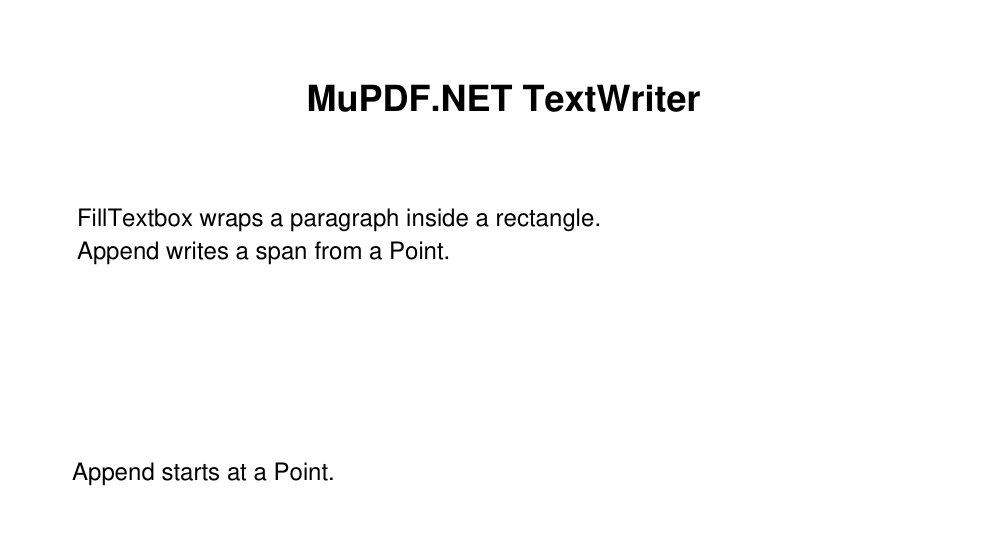 MuPDF.NET TextWriter
FillTextbox wraps a paragraph inside a rectangle.
Append writes a span from a Point.
Append starts at a Point.